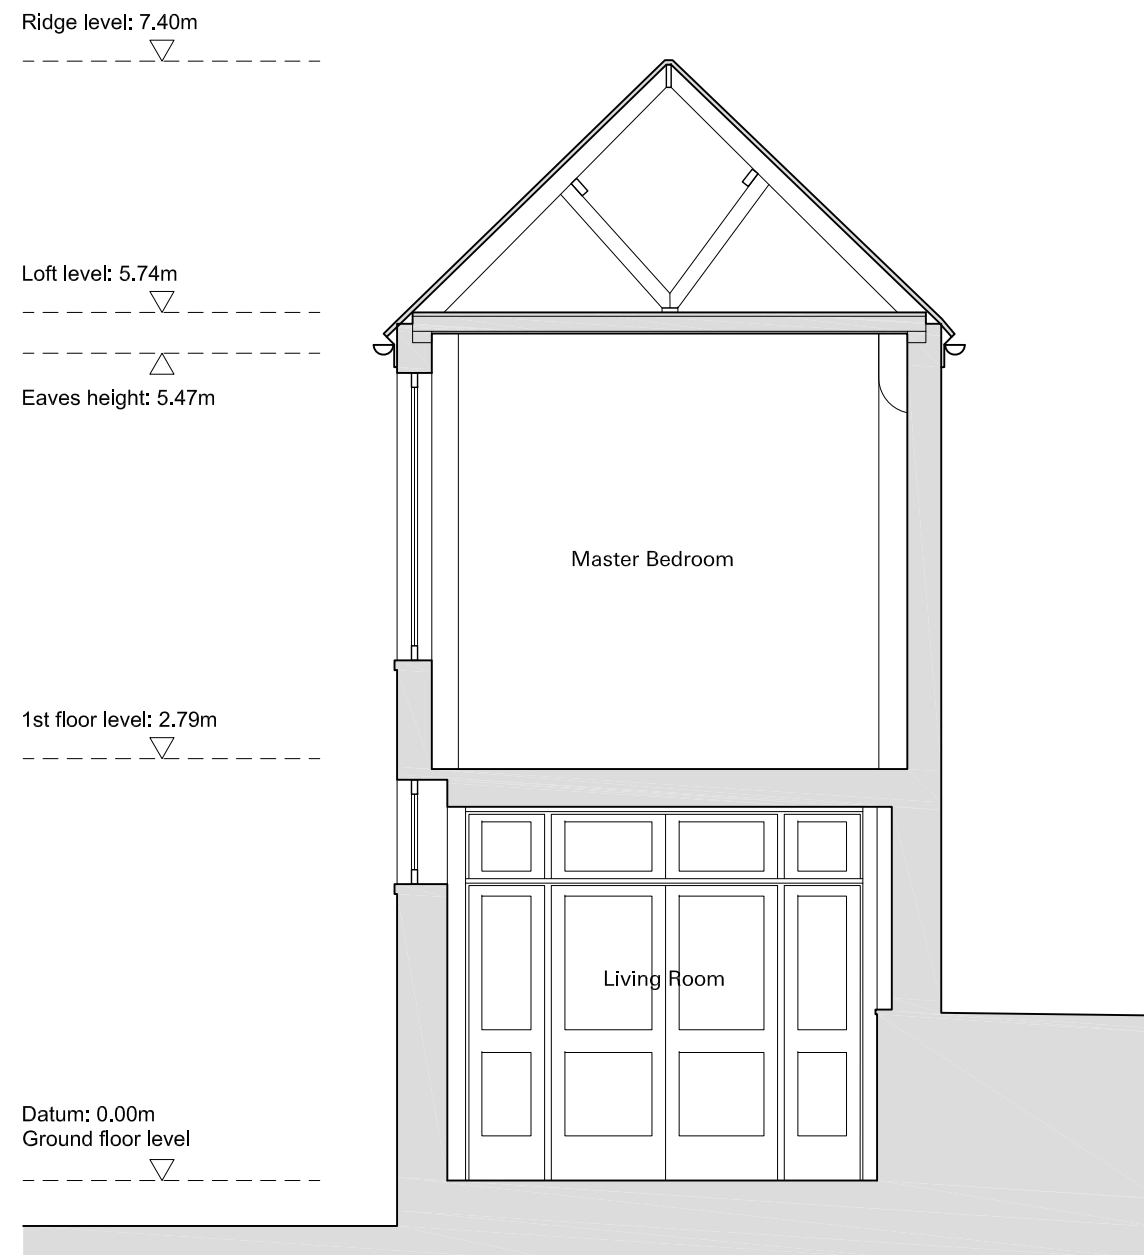 Ridge level: 7.40m
Loft level: 5.74m
Eaves height: 5.47m
Master Bedroom
1st floor level: 2.79m
Living Room
Datum: 0.00m
Ground floor level